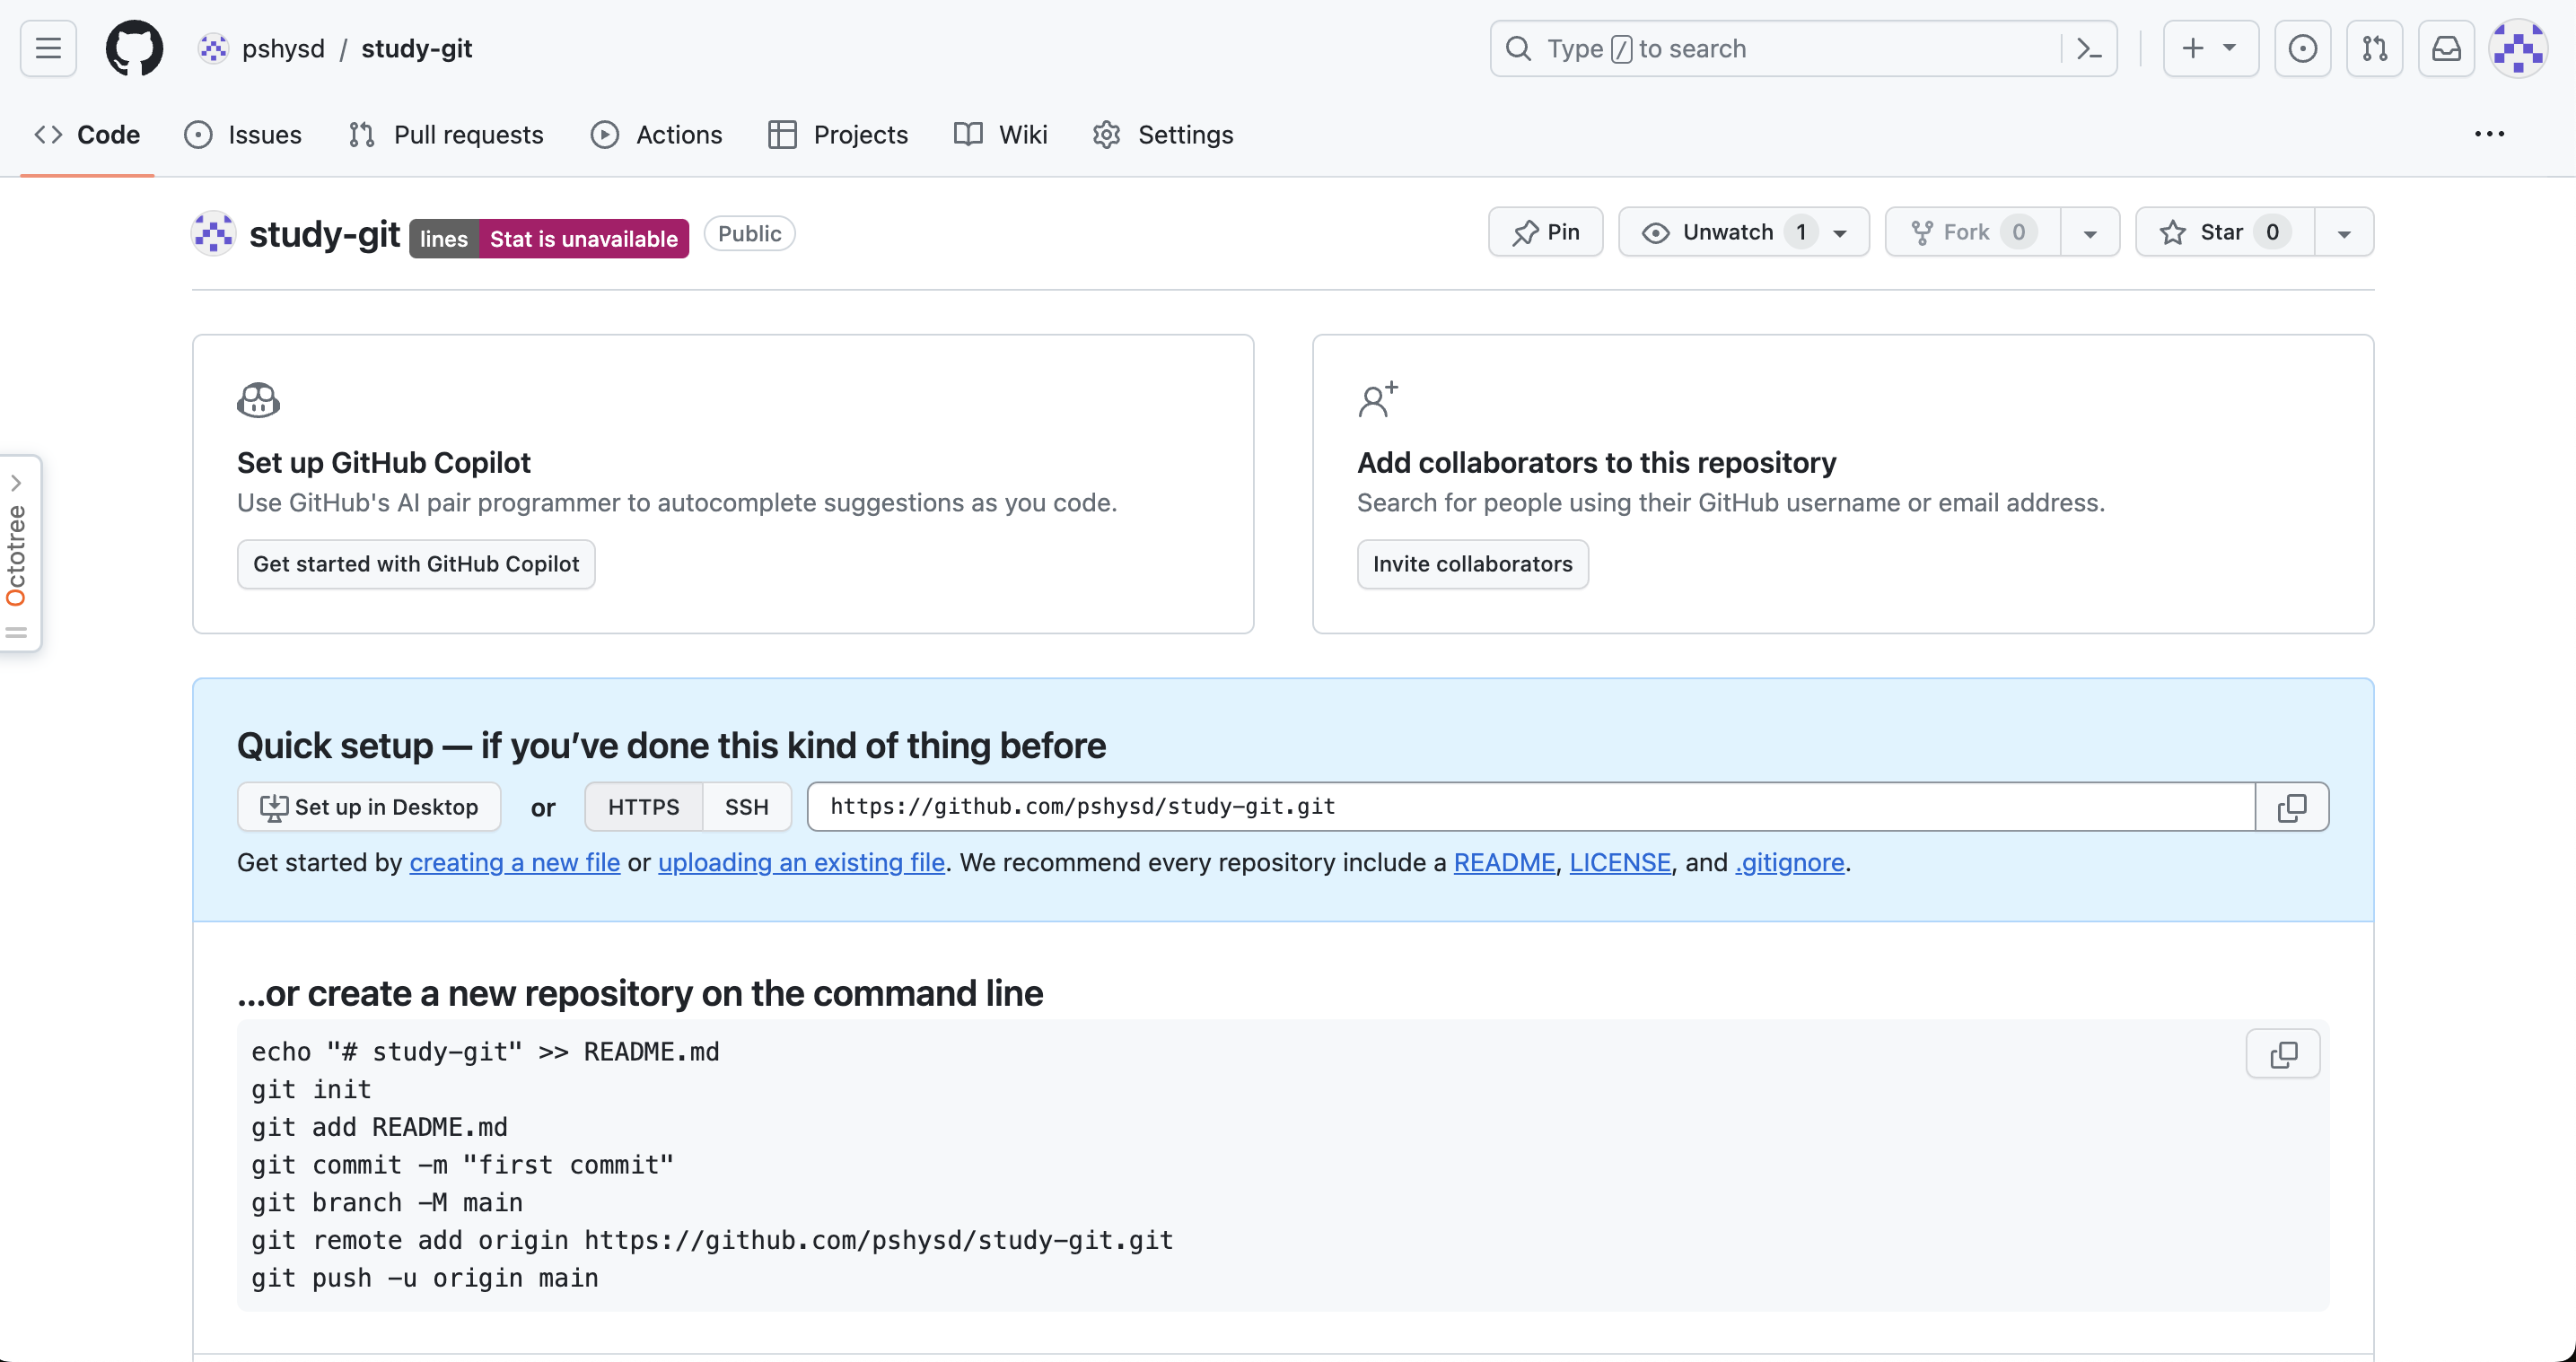 pshysd / study-git
Type / to search
Code
Issues
Pull requests
Actions
Projects
Wiki
Settings
study-git lines Stat is unavailable Public
Pin
Unwatch 1
Fork 0
Star 0
Set up GitHub Copilot
Use GitHub's AI pair programmer to autocomplete suggestions as you code.
Get started with GitHub Copilot
Add collaborators to this repository
Search for people using their GitHub username or email address.
Invite collaborators
Octotree
Quick setup — if you’ve done this kind of thing before
Set up in Desktop or HTTPS SSH https://github.com/pshysd/study-git.git
Get started by creating a new file or uploading an existing file. We recommend every repository include a README, LICENSE, and .gitignore.
...or create a new repository on the command line
echo "# study-git" >> README.md
git init
git add README.md
git commit -m "first commit"
git branch -M main
git remote add origin https://github.com/pshysd/study-git.git
git push -u origin main